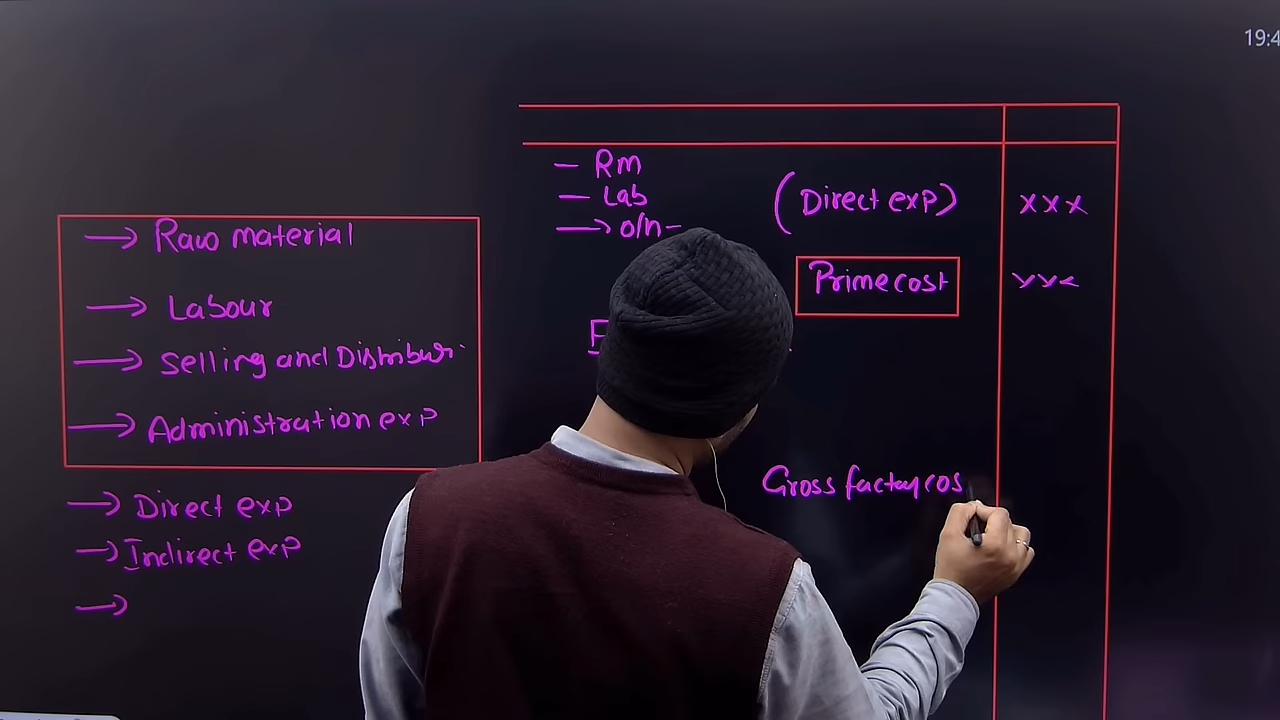 19:4
→ Raw material
→ Labour
→ Selling and Distribu
→ Administration exp
→ Direct exp
→ Indirect exp
→
— Rm
— Lab
→ o/h -
(Direct exp) xxx
Prime cost
Gross factory cos